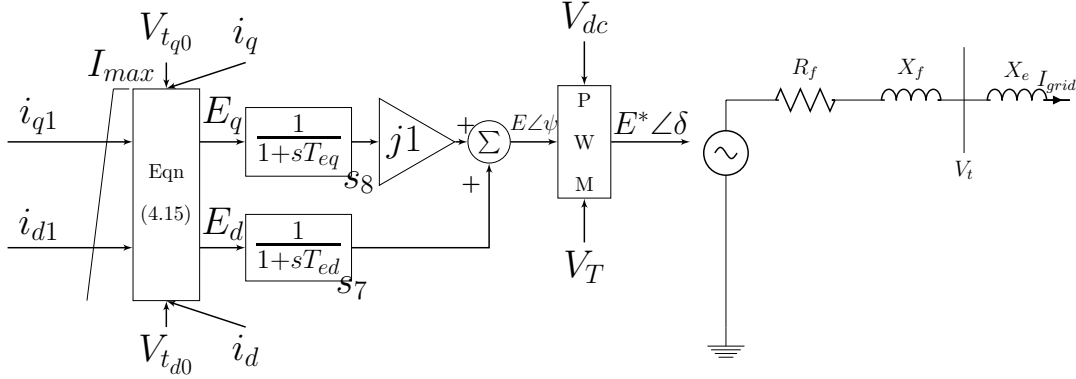 V_{t_{q0}}
i_q
V_{dc}
I_{max}
R_f
X_f
X_e
I_{grid}
P
i_{q1}
E_q
1
1+sT_{eq}
j1
+
Σ
E∠ψ
W
E^*∠δ
Eqn
V_t
s_8
+
M
(4.15)
i_{d1}
E_d
1
1+sT_{ed}
V_T
s_7
V_{t_{d0}}
i_d